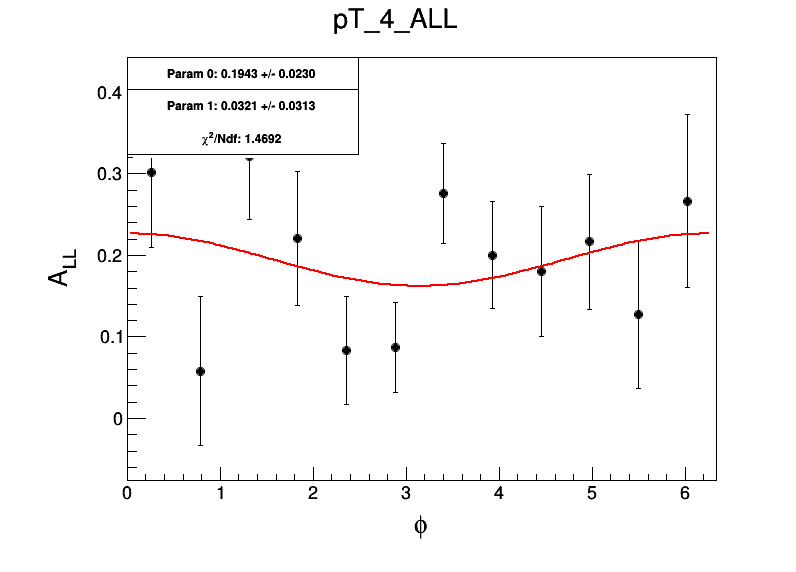 pT_4_ALL
Param 0: 0.1943 +/- 0.0230
Param 1: 0.0321 +/- 0.0313
χ²/Ndf: 1.4692
0.4
0.3
0.2
0.1
0
A_LL
0 1 2 3 4 5 6
ϕ